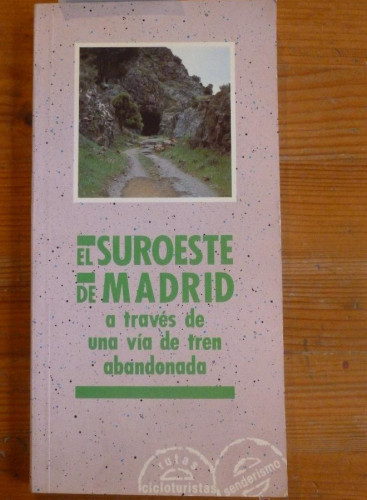 EL SUROESTE
DE MADRID
a través de
una vía de tren
abandonada
rutas
cicloturistas
senderismo